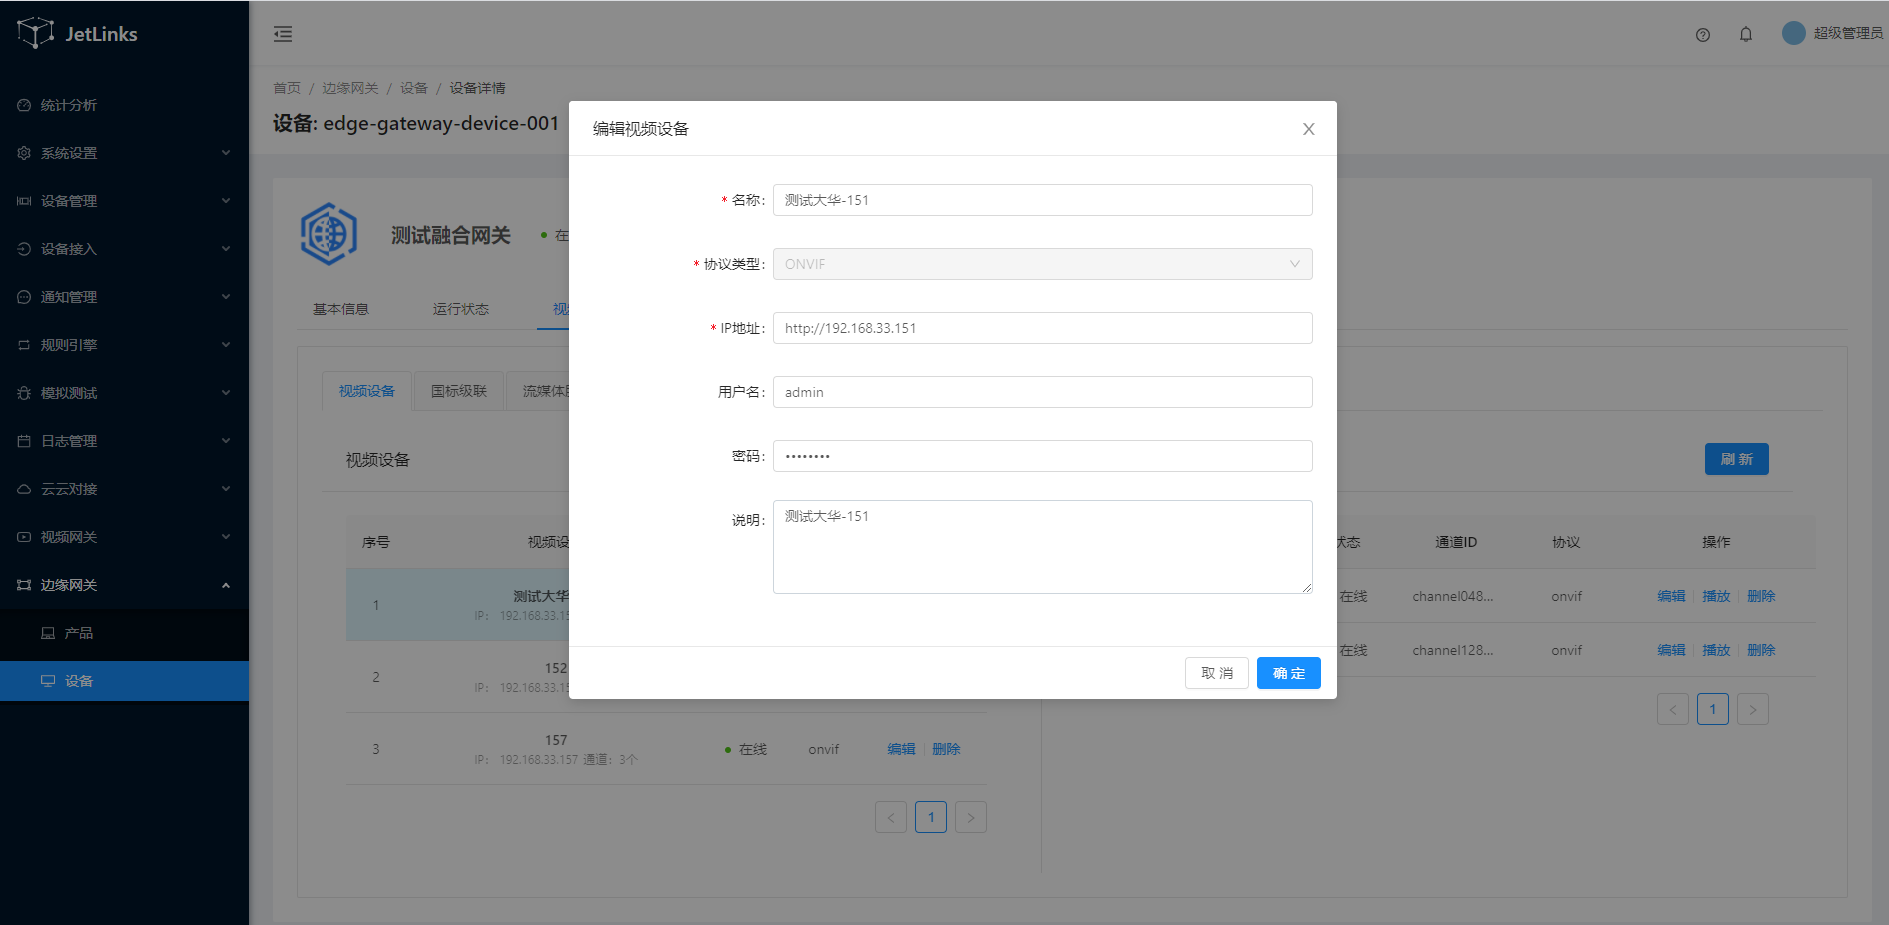 JetLinks
统计分析
系统设置
设备管理
设备接入
通知管理
规则引擎
模拟测试
日志管理
云云对接
视频网关
边缘网关
产品
设备
超级管理员
首页 / 边缘网关 / 设备 / 设备详情
设备: edge-gateway-device-001
测试融合网关
在
基本信息 运行状态
视频设备 国标级联 流媒体
视频设备
刷 新
序号 视频设
1 测试大华
IP: 192.168.33.15
2 152
IP: 192.168.33.15
3 157 在线 onvif 编辑 删除
IP: 192.168.33.157 通道: 3个
< 1 >
状态 通道ID 协议 操作
在线 channel048... onvif 编辑 播放 删除
在线 channel128... onvif 编辑 播放 删除
< 1 >
编辑视频设备
* 名称: 测试大华-151
* 协议类型: ONVIF
* IP地址: http://192.168.33.151
用户名: admin
密码: ••••••••
说明: 测试大华-151
取 消 确 定